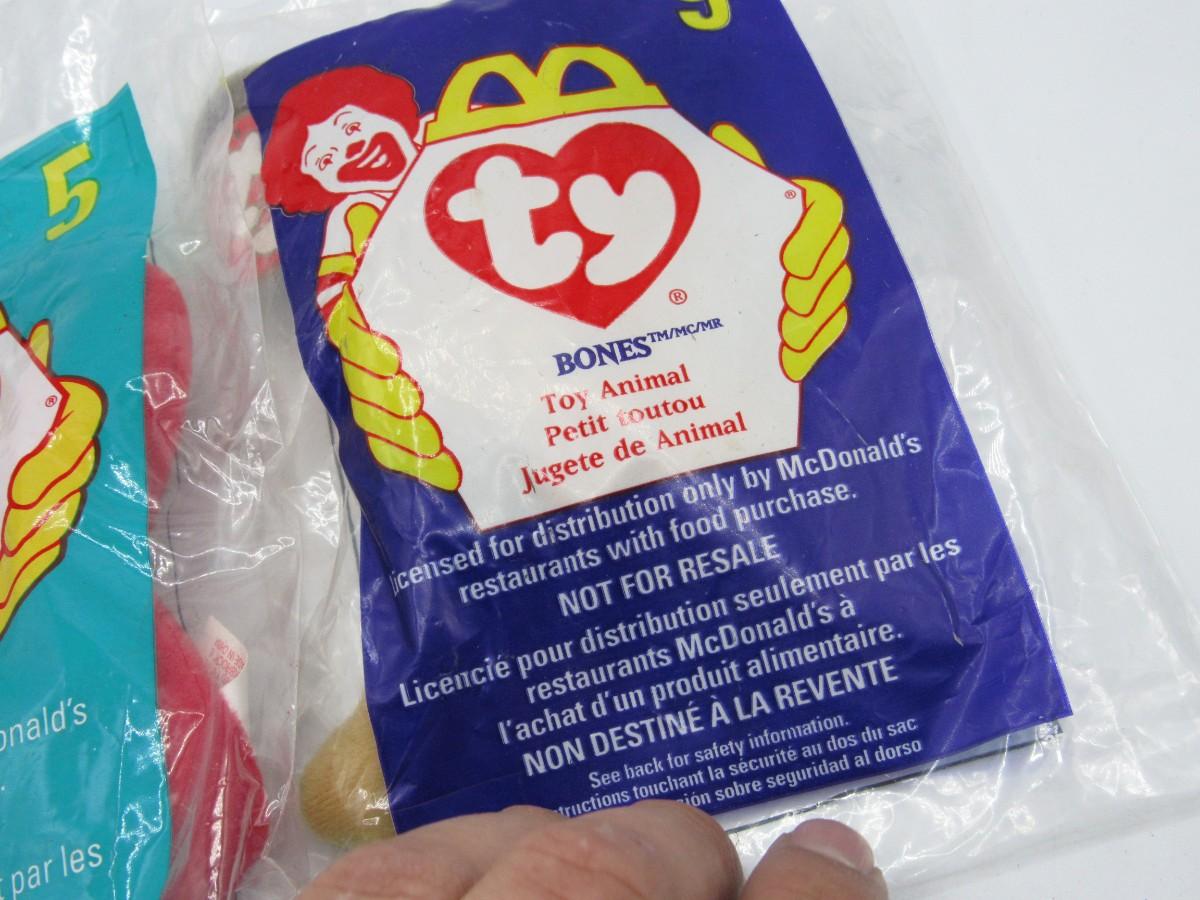 5
onald's
par les
ty
®
®
BONES™/MC/MR
Toy Animal
Petit toutou
Jugete de Animal
Licensed for distribution only by McDonald's
restaurants with food purchase.
NOT FOR RESALE
Licencié pour distribution seulement par les
restaurants McDonald's à
l'achat d'un produit alimentaire.
NON DESTINÉ À LA REVENTE
See back for safety information.
structions touchant la sécurité au dos du sac
ión sobre seguridad al dorso